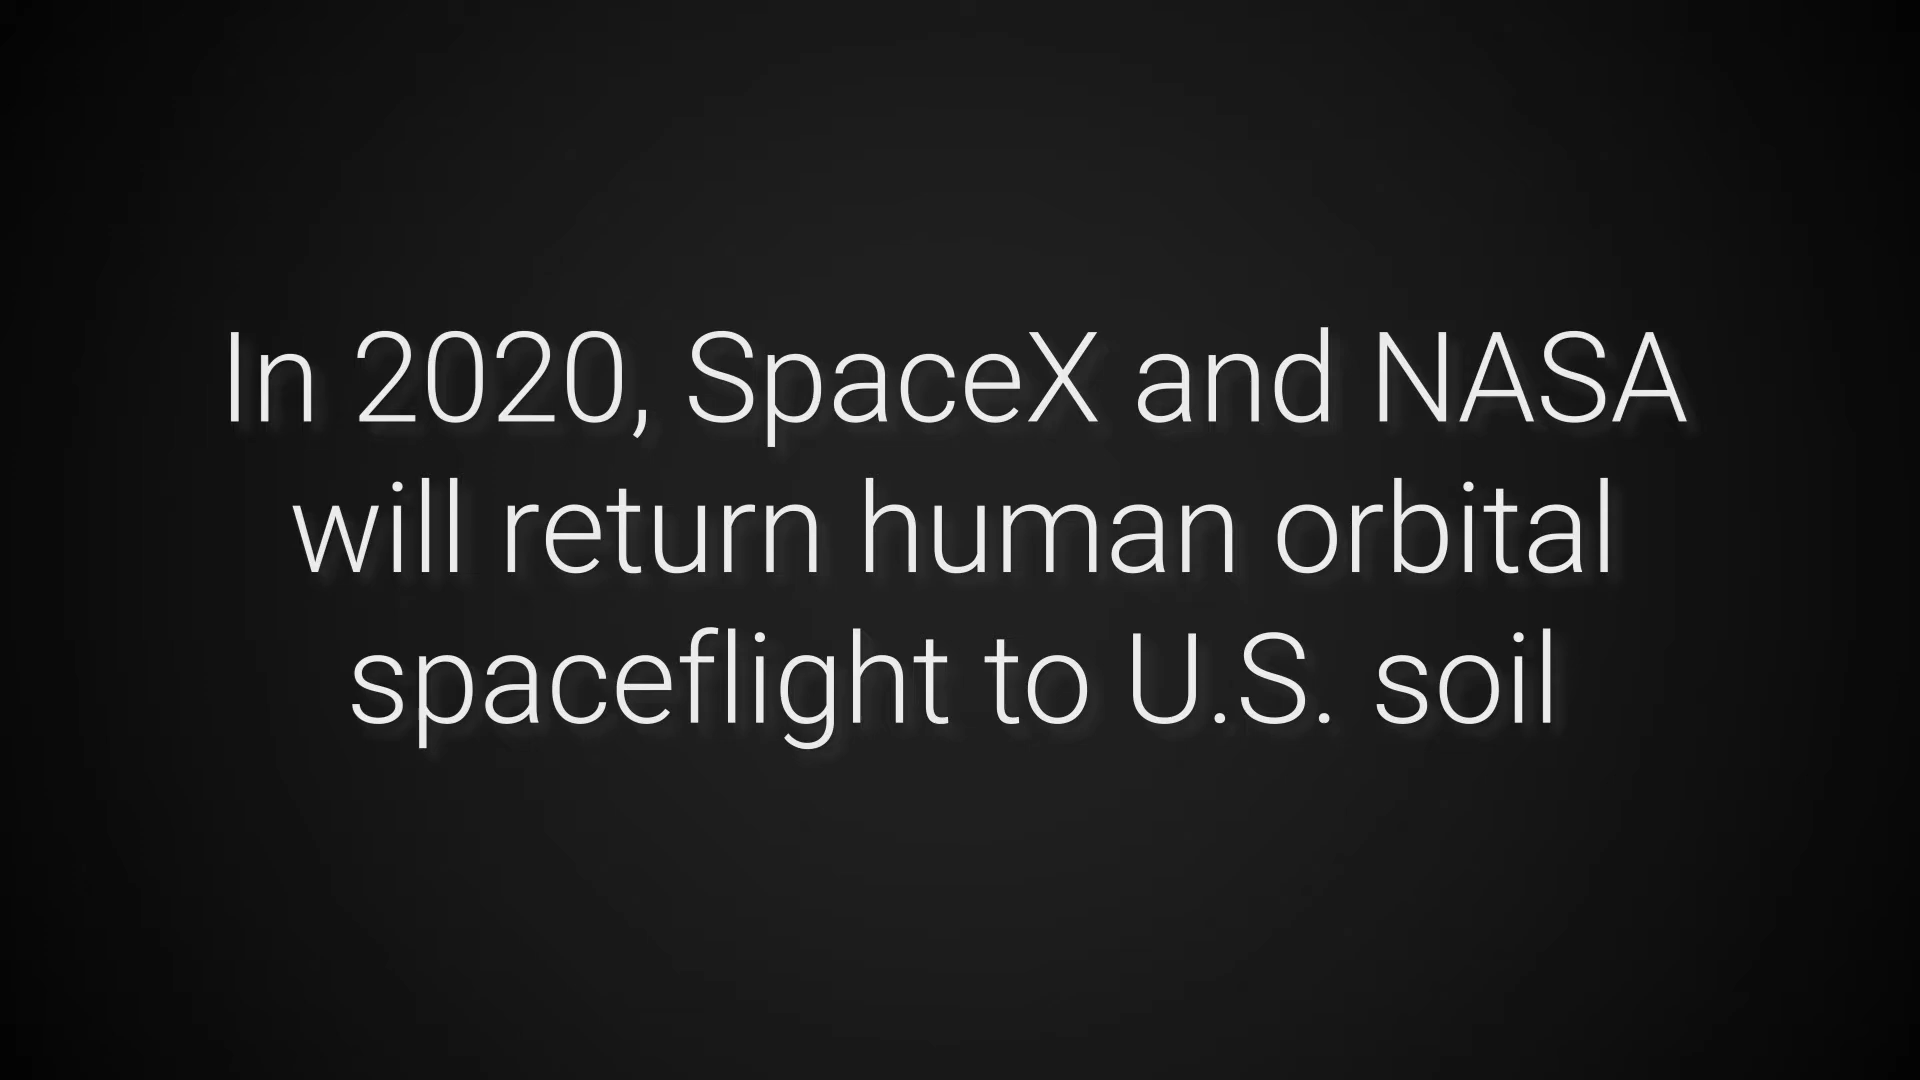 In 2020, SpaceX and NASA
will return human orbital
spaceflight to U.S. soil